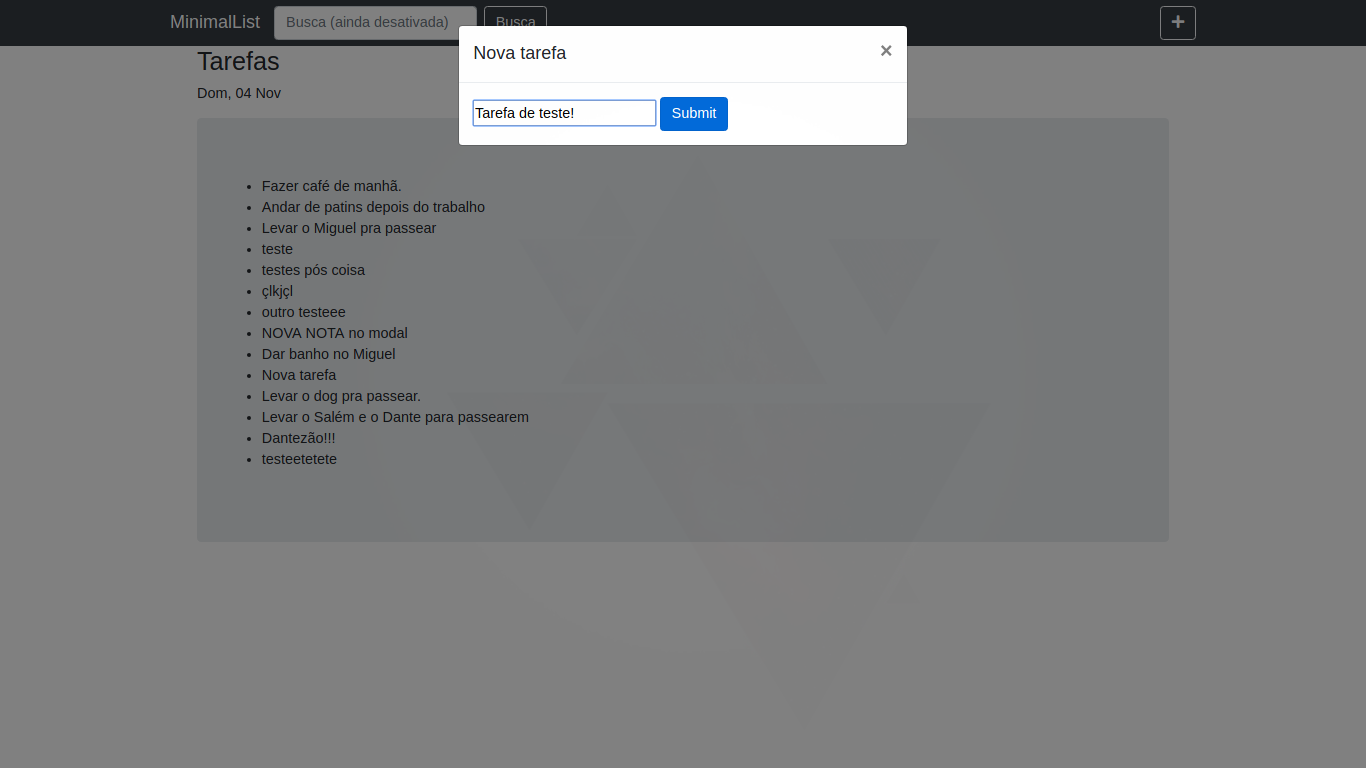 MinimalList Busca (ainda desativada) Busca +
Nova tarefa ×
Tarefas
Dom, 04 Nov
Tarefa de teste! Submit
Fazer café de manhã.
Andar de patins depois do trabalho
Levar o Miguel pra passear
teste
testes pós coisa
çlkjçl
outro testeee
NOVA NOTA no modal
Dar banho no Miguel
Nova tarefa
Levar o dog pra passear.
Levar o Salém e o Dante para passearem
Dantezão!!!
testeetetete